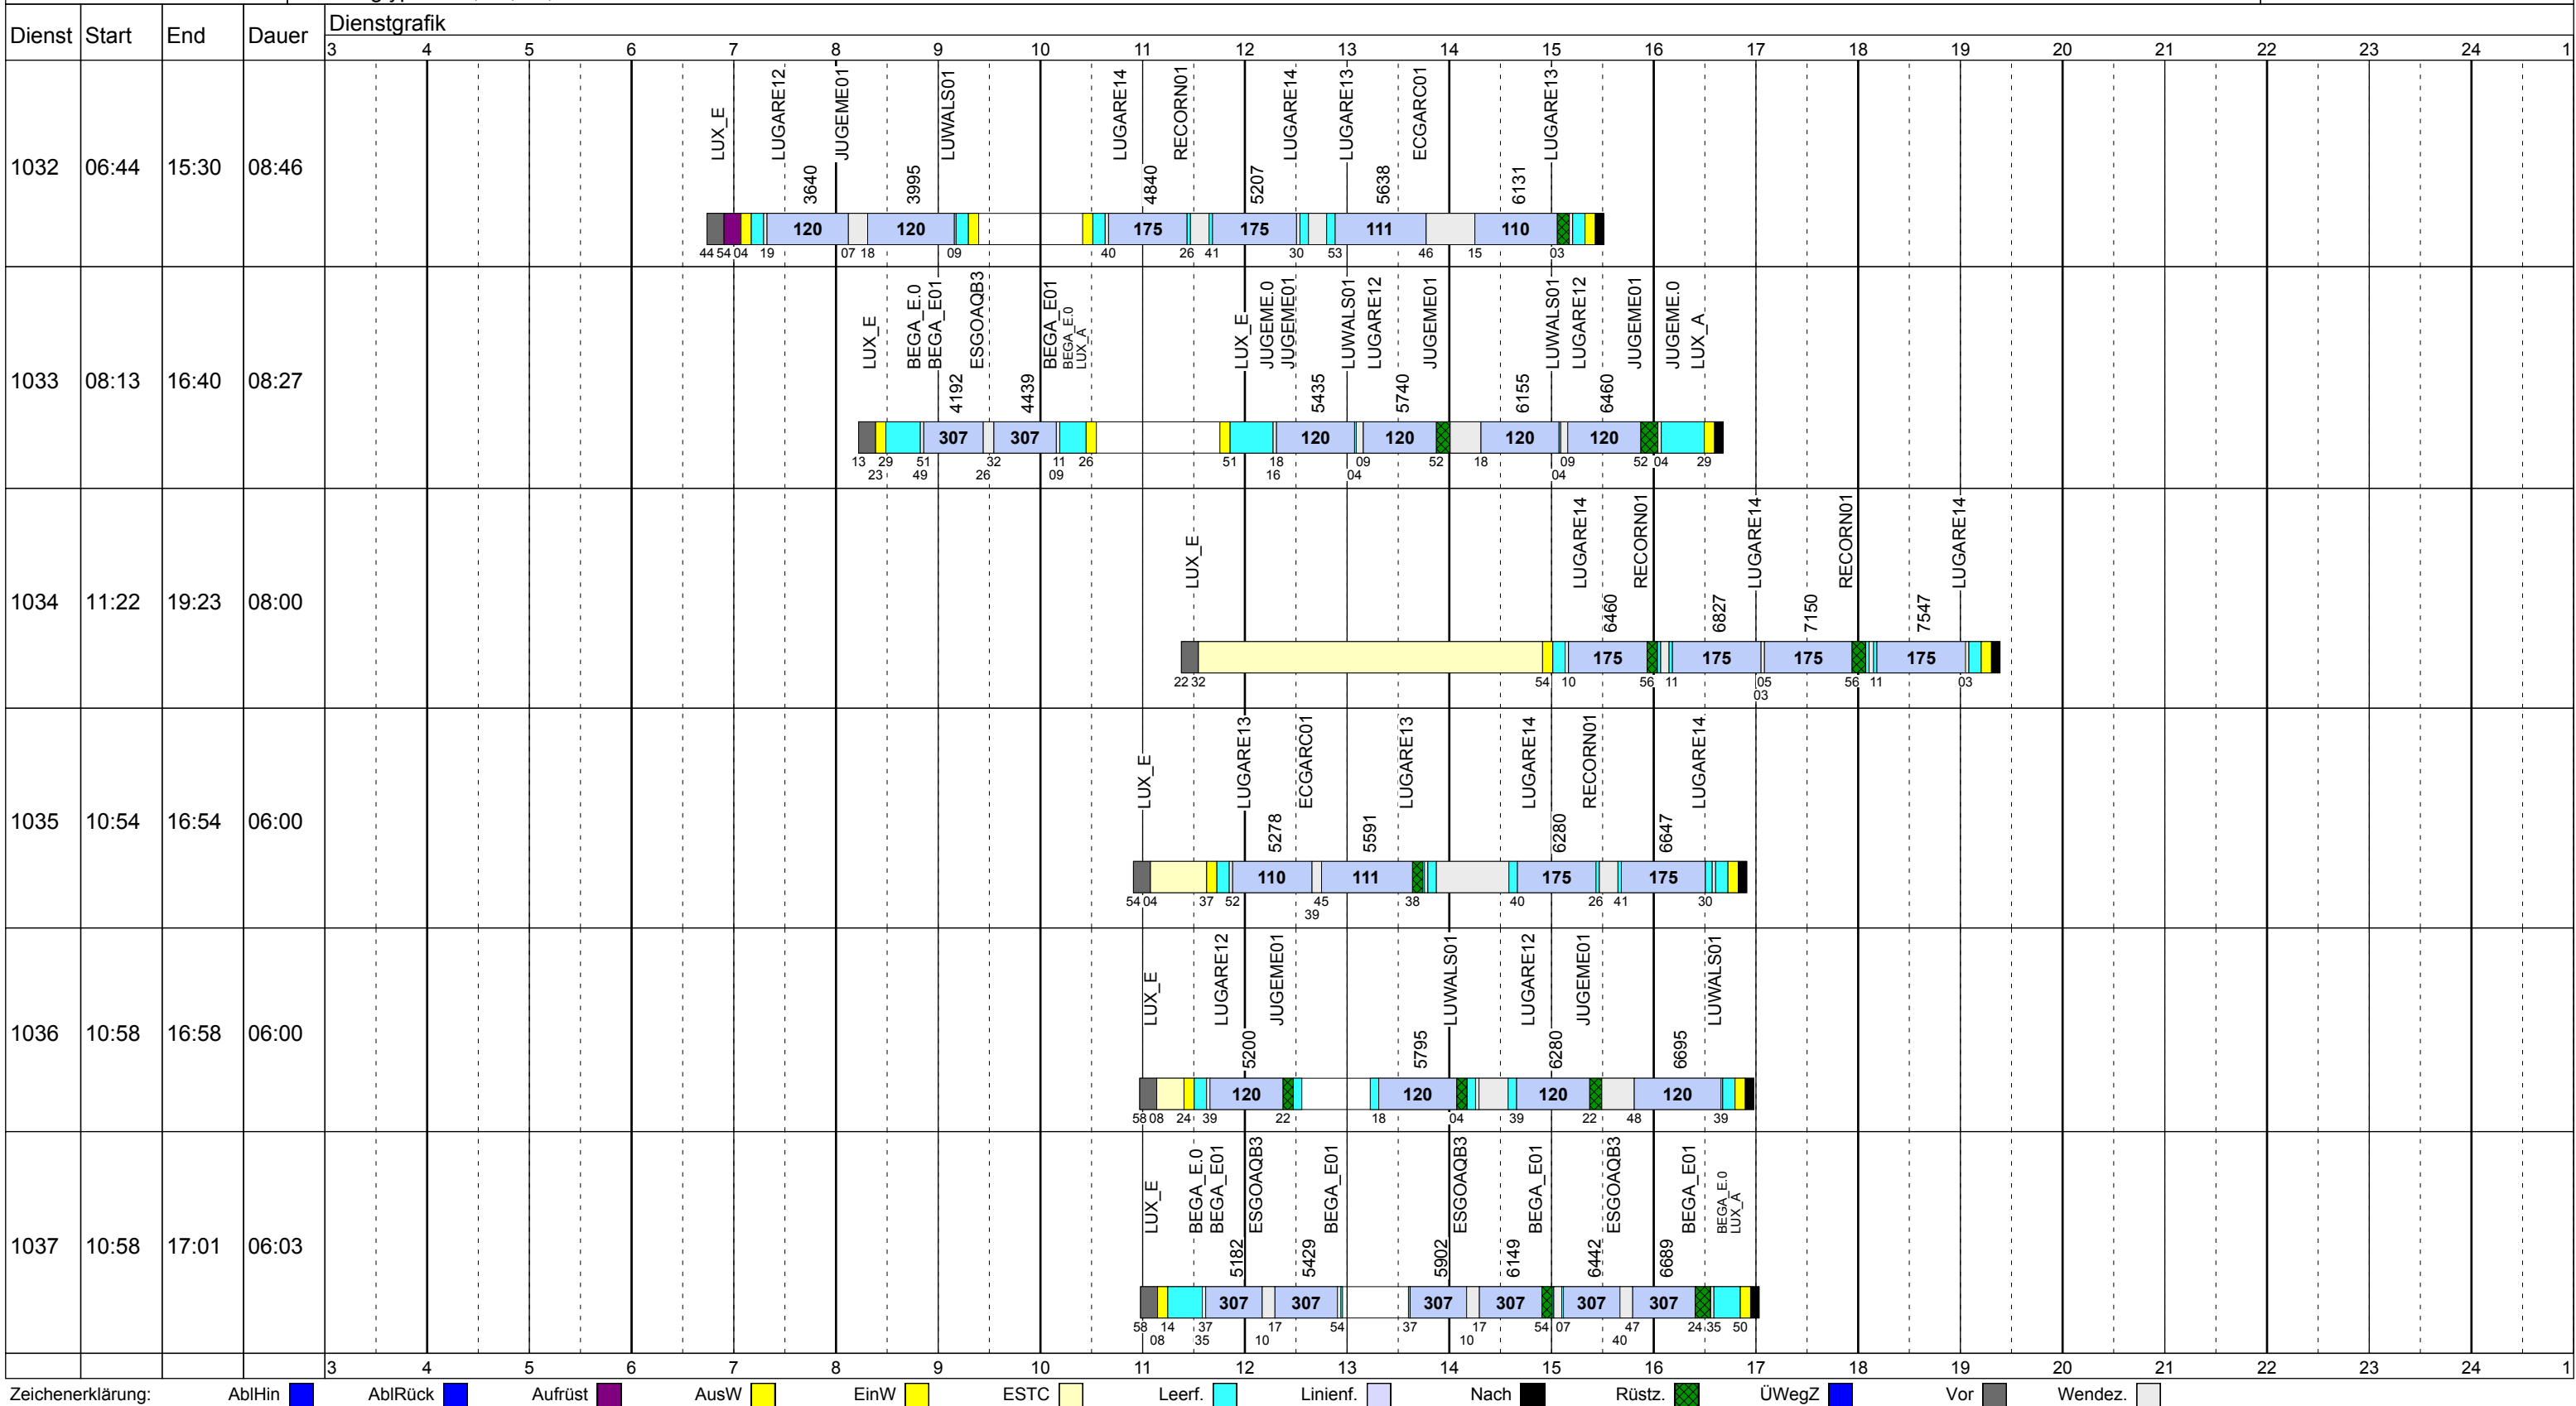 Dienst Start End Dauer Dienstgrafik
3 4 5 6 7 8 9 10 11 12 13 14 15 16 17 18 19 20 21 22 23 24 1
LUX_E LUGARE12 JUGEME01 LUWALS01 LUGARE14 RECORN01 LUGARE14 LUGARE13 ECGARC01 LUGARE13
3640 3995 4840 5207 5638 6131
1032 06:44 15:30 08:46
120 120 175 175 111 110
44 54 04 19 07 18 09 40 26 41 30 53 46 15 03
LUX_E BEGA_E.0 BEGA_E01 ESGOAQB3 BEGA_E01 BEGA_E.0 LUX_A LUX_E JUGEME.0 JUGEME01 LUWALS01 LUGARE12 JUGEME01 LUWALS01 LUGARE12 JUGEME01 JUGEME.0 LUX_A
4192 4439 5435 5740 6155 6460
1033 08:13 16:40 08:27
307 307 120 120 120 120
13 29 51 32 11 26 51 18 09 52 18 09 52 04 29
23 49 26 09 16 04 04
LUX_E LUGARE14 RECORN01 LUGARE14 RECORN01 LUGARE14
6460 6827 7150 7547
1034 11:22 19:23 08:00
175 175 175 175
22 32 54 10 56 11 05 56 11 03
03
LUX_E LUGARE13 ECGARC01 LUGARE13 LUGARE14 RECORN01 LUGARE14
5278 5591 6280 6647
1035 10:54 16:54 06:00
110 111 175 175
54 04 37 52 45 38 40 26 41 30
39
LUX_E LUGARE12 JUGEME01 LUWALS01 LUGARE12 JUGEME01 LUWALS01
5200 5795 6280 6695
1036 10:58 16:58 06:00
120 120 120 120
58 08 24 39 22 18 04 39 22 48 39
LUX_E BEGA_E.0 BEGA_E01 ESGOAQB3 BEGA_E01 ESGOAQB3 BEGA_E01 ESGOAQB3 BEGA_E01 BEGA_E.0 LUX_A
5182 5429 5902 6149 6442 6689
1037 10:58 17:01 06:03
307 307 307 307 307 307
58 14 37 17 54 37 17 54 07 47 24 35 50
08 35 10 10 40
3 4 5 6 7 8 9 10 11 12 13 14 15 16 17 18 19 20 21 22 23 24 1
Zeichenerklärung: AblHin AblRück Aufrüst AusW EinW ESTC Leerf. Linienf. Nach Rüstz. ÜWegZ Vor Wendez.